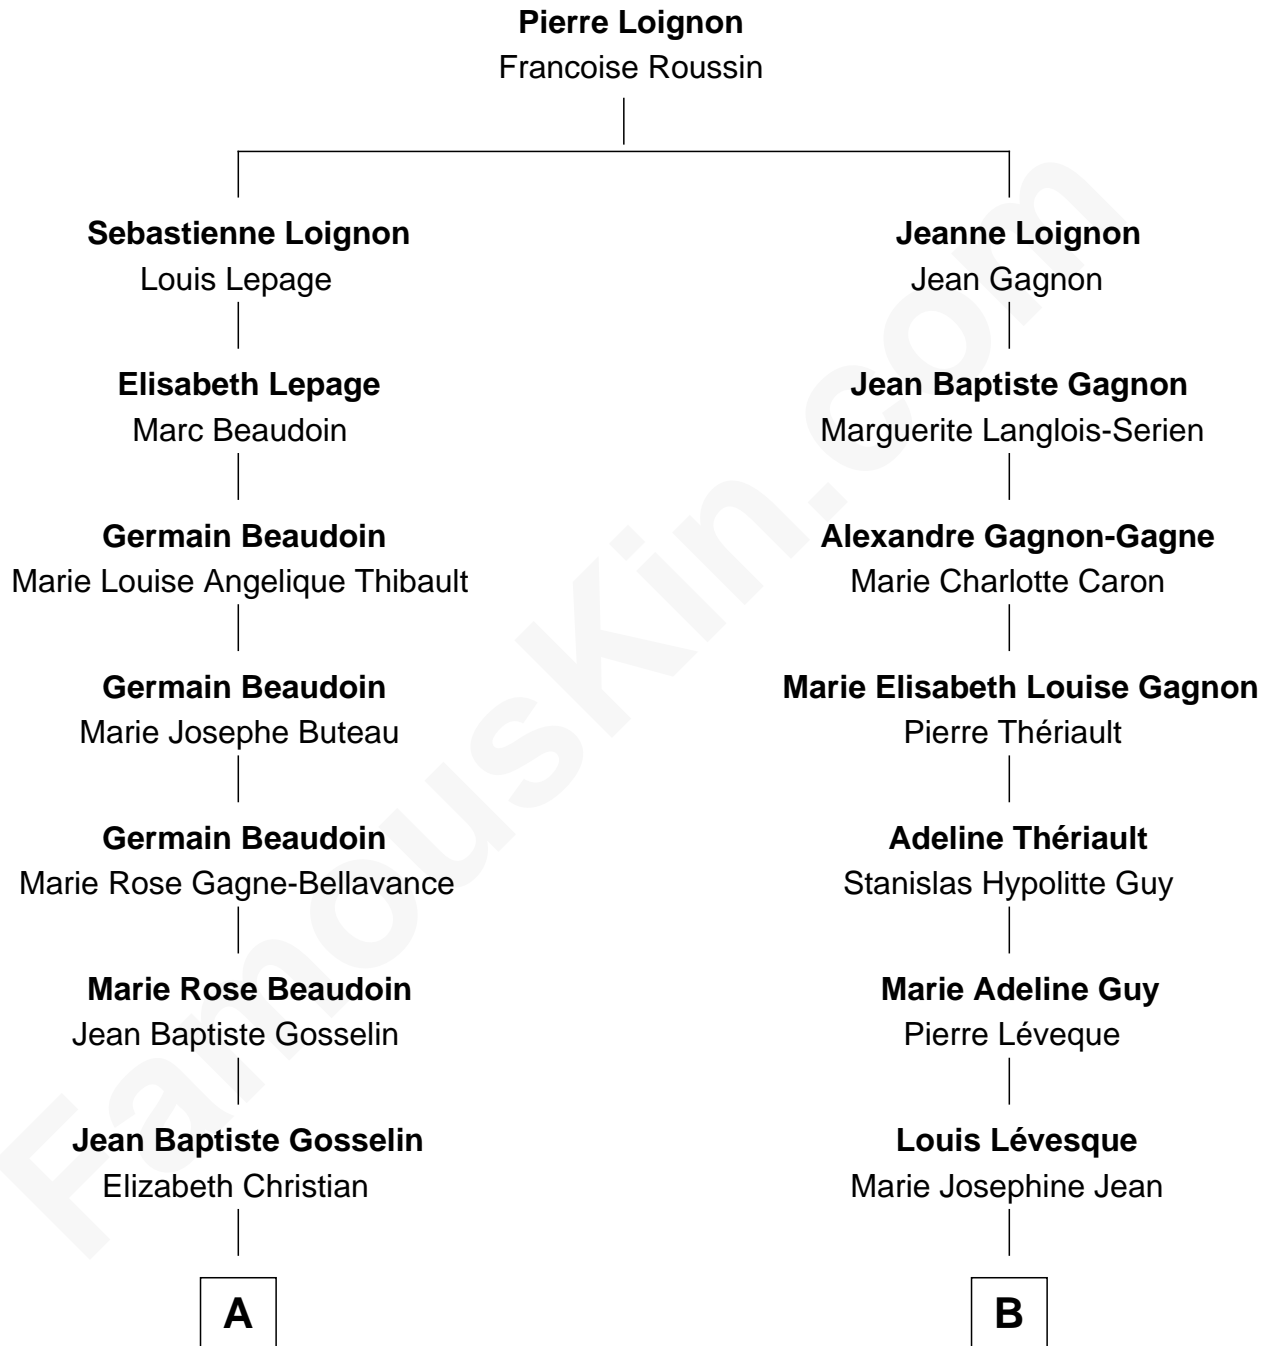 Pierre Loignon
Francoise Roussin
Sebastienne Loignon
Louis Lepage
Jeanne Loignon
Jean Gagnon
Elisabeth Lepage
Marc Beaudoin
Jean Baptiste Gagnon
Marguerite Langlois-Serien
Germain Beaudoin
Marie Louise Angelique Thibault
Alexandre Gagnon-Gagne
Marie Charlotte Caron
Germain Beaudoin
Marie Josephe Buteau
Marie Elisabeth Louise Gagnon
Pierre Thériault
Germain Beaudoin
Marie Rose Gagne-Bellavance
Adeline Thériault
Stanislas Hypolitte Guy
Marie Rose Beaudoin
Jean Baptiste Gosselin
Marie Adeline Guy
Pierre Léveque
Jean Baptiste Gosselin
Elizabeth Christian
Louis Lévesque
Marie Josephine Jean
A
B
FamousKin.com